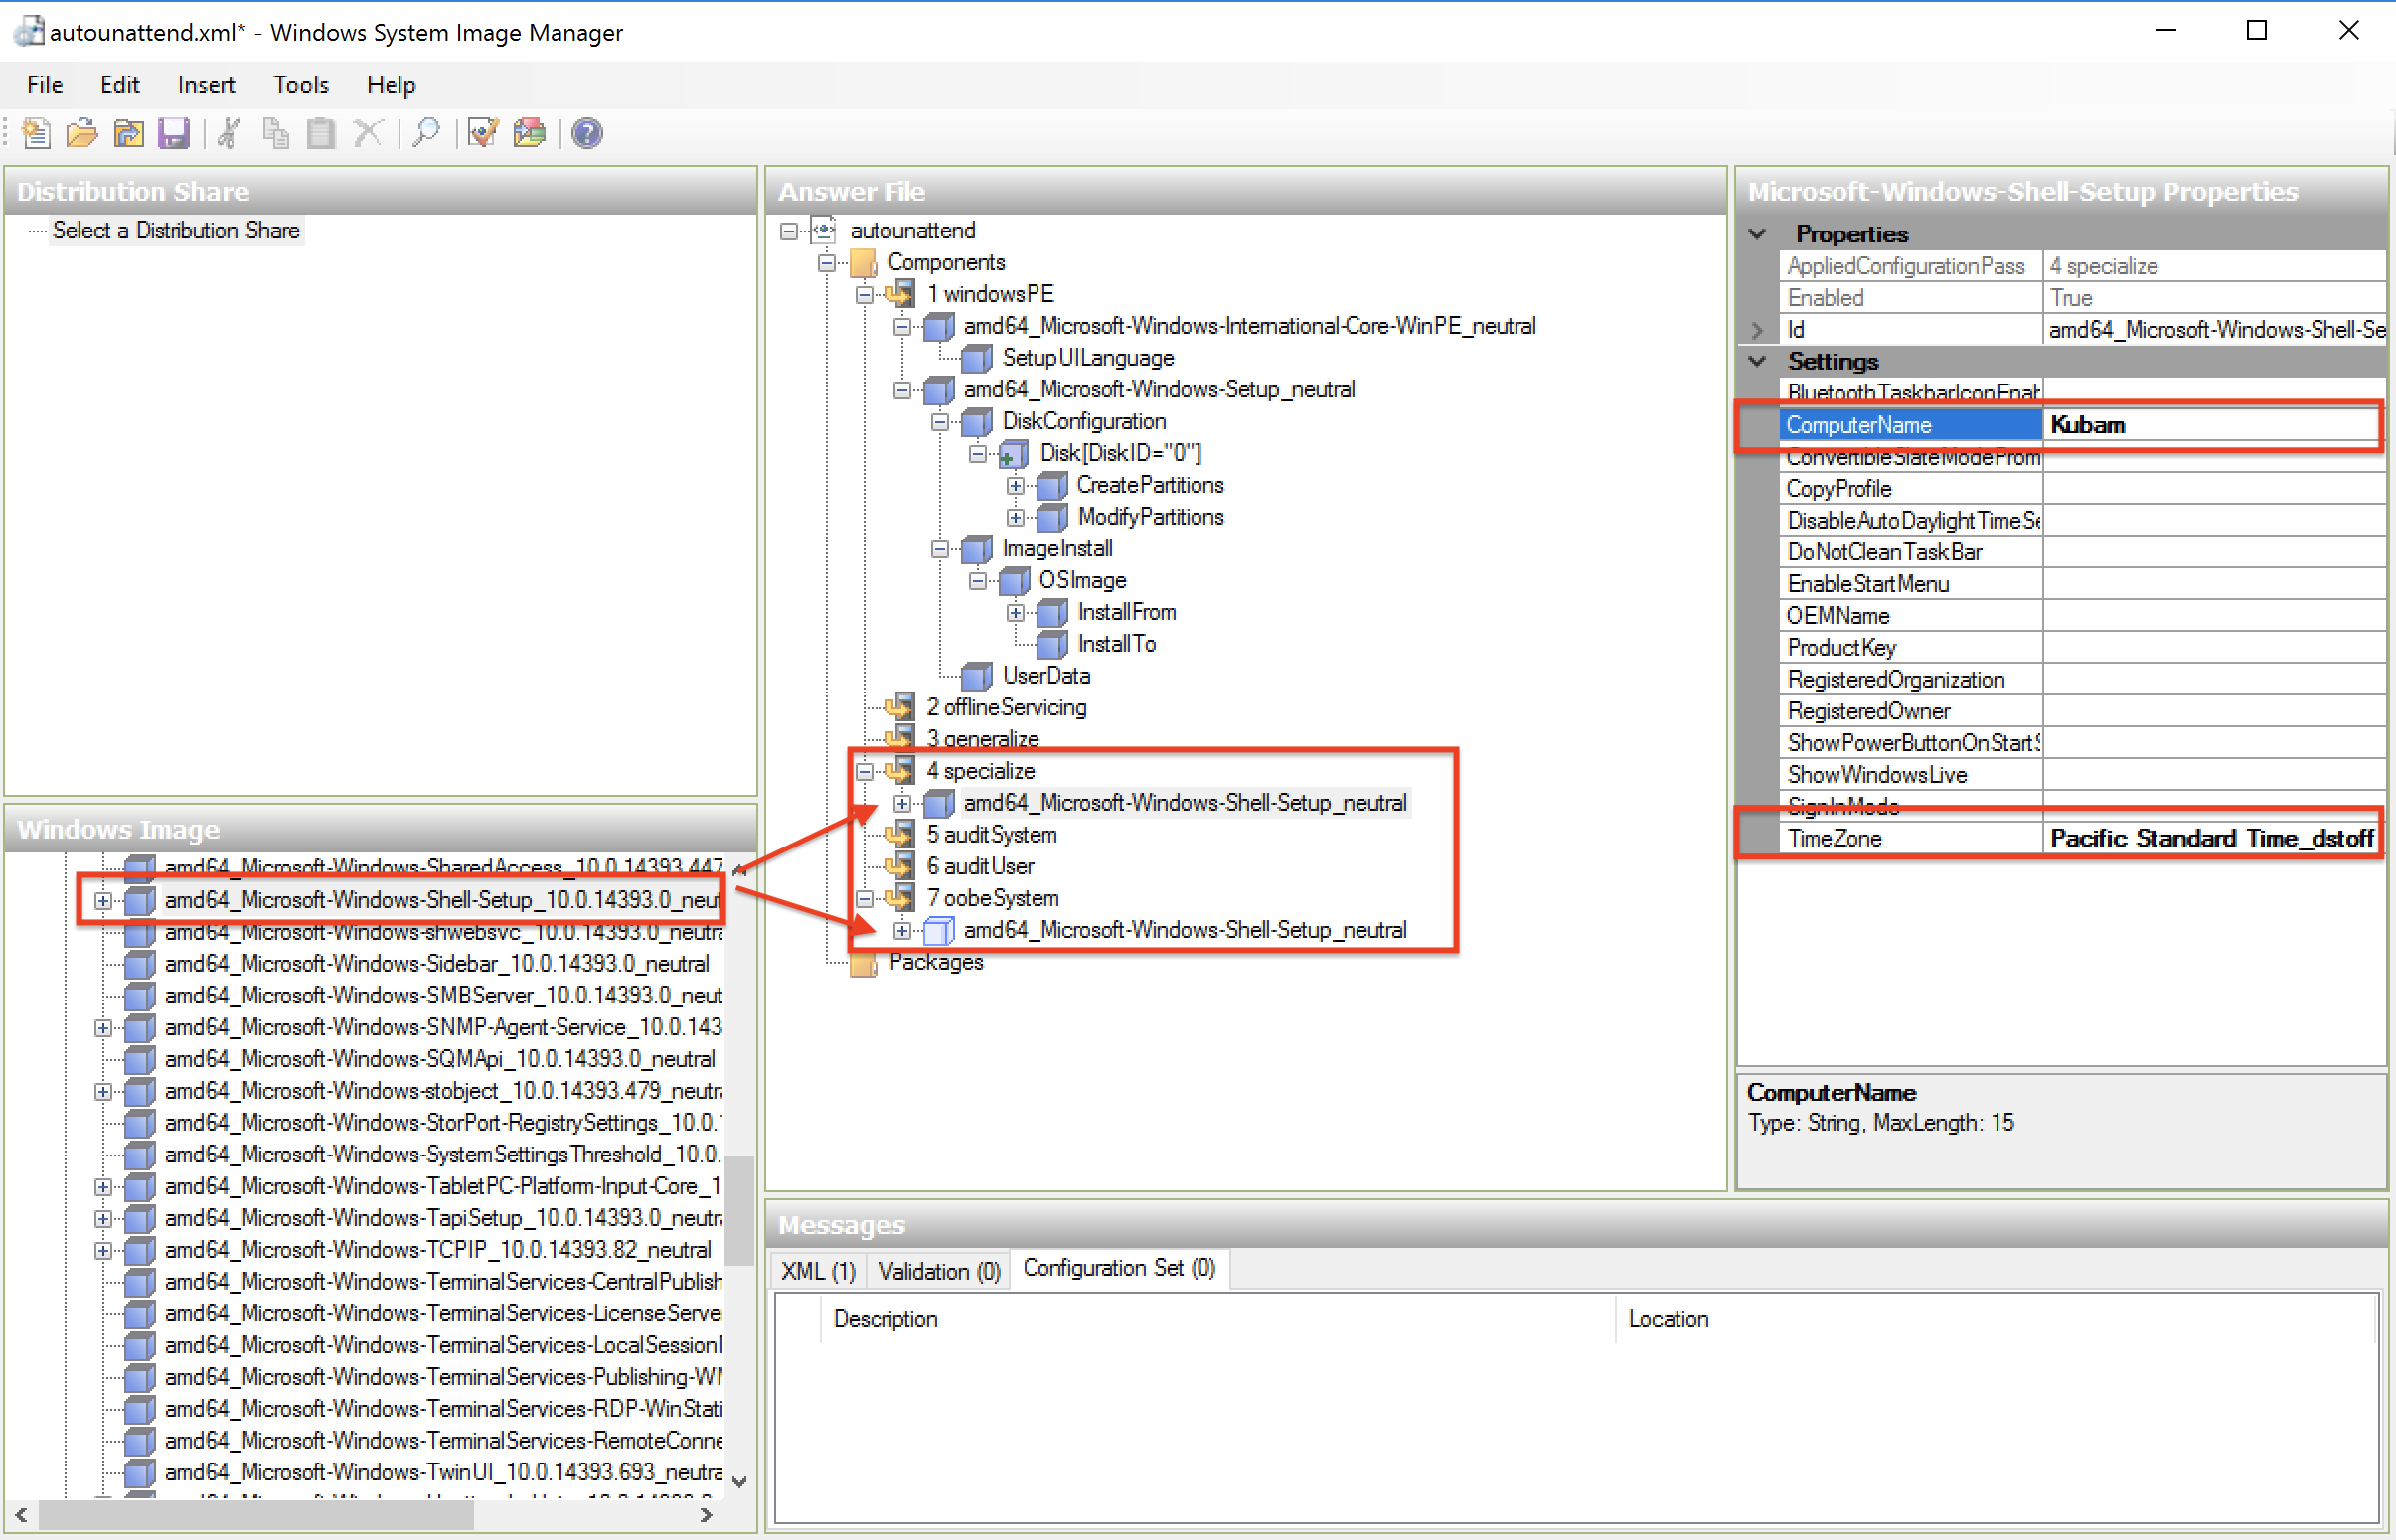 autounattend.xml* - Windows System Image Manager
File Edit Insert Tools Help
Distribution Share
Select a Distribution Share
Windows Image
amd64_Microsoft-Windows-SharedAccess_10.0.14393.447
amd64_Microsoft-Windows-Shell-Setup_10.0.14393.0_neut
amd64_Microsoft-Windows-shwebsvc_10.0.14393.0_neutra
amd64_Microsoft-Windows-Sidebar_10.0.14393.0_neutral
amd64_Microsoft-Windows-SMBServer_10.0.14393.0_neut
amd64_Microsoft-Windows-SNMP-Agent-Service_10.0.143
amd64_Microsoft-Windows-SQMApi_10.0.14393.0_neutral
amd64_Microsoft-Windows-stobject_10.0.14393.479_neutra
amd64_Microsoft-Windows-StorPort-RegistrySettings_10.0.
amd64_Microsoft-Windows-SystemSettingsThreshold_10.0.
amd64_Microsoft-Windows-TabletPC-Platform-Input-Core_1
amd64_Microsoft-Windows-TapiSetup_10.0.14393.0_neutra
amd64_Microsoft-Windows-TCPIP_10.0.14393.82_neutral
amd64_Microsoft-Windows-TerminalServices-CentralPublish
amd64_Microsoft-Windows-TerminalServices-LicenseServer
amd64_Microsoft-Windows-TerminalServices-LocalSession
amd64_Microsoft-Windows-TerminalServices-Publishing-WM
amd64_Microsoft-Windows-TerminalServices-RDP-WinStati
amd64_Microsoft-Windows-TerminalServices-RemoteConne
amd64_Microsoft-Windows-TwinUI_10.0.14393.693_neutra
Answer File
autounattend
Components
1 windowsPE
amd64_Microsoft-Windows-International-Core-WinPE_neutral
SetupUILanguage
amd64_Microsoft-Windows-Setup_neutral
DiskConfiguration
Disk[DiskID="0"]
CreatePartitions
ModifyPartitions
ImageInstall
OSImage
InstallFrom
InstallTo
UserData
2 offlineServicing
3 generalize
4 specialize
amd64_Microsoft-Windows-Shell-Setup_neutral
5 auditSystem
6 auditUser
7 oobeSystem
amd64_Microsoft-Windows-Shell-Setup_neutral
Packages
Microsoft-Windows-Shell-Setup Properties
Properties
AppliedConfigurationPass 4 specialize
Enabled True
Id amd64_Microsoft-Windows-Shell-Se
Settings
BluetoothTaskbarIconEnab
ComputerName Kubam
ConvertibleSlateModeProm
CopyProfile
DisableAutoDaylightTimeSe
DoNotCleanTaskBar
EnableStartMenu
OEMName
ProductKey
RegisteredOrganization
RegisteredOwner
ShowPowerButtonOnStartS
ShowWindowsLive
SignInMode
TimeZone Pacific Standard Time_dstoff
ComputerName
Type: String, MaxLength: 15
Messages
XML (1) Validation (0) Configuration Set (0)
Description Location